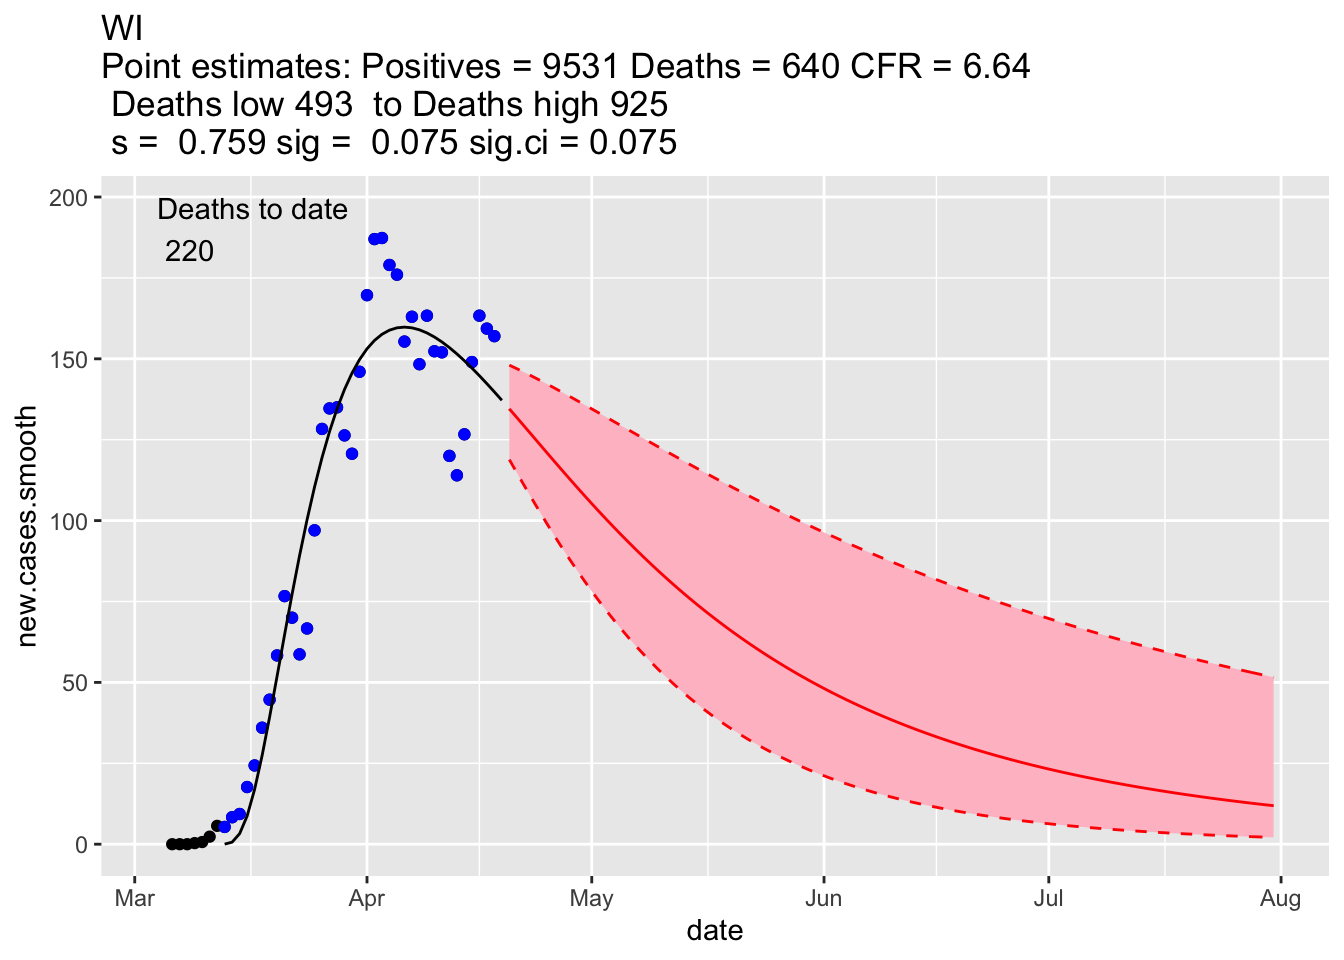 WI
Point estimates: Positives = 9531 Deaths = 640 CFR = 6.64
Deaths low 493  to Deaths high 925
s =  0.759 sig =  0.075 sig.ci = 0.075
200
Deaths to date
220
150
100
50
0
new.cases.smooth
Mar Apr May Jun Jul Aug
date